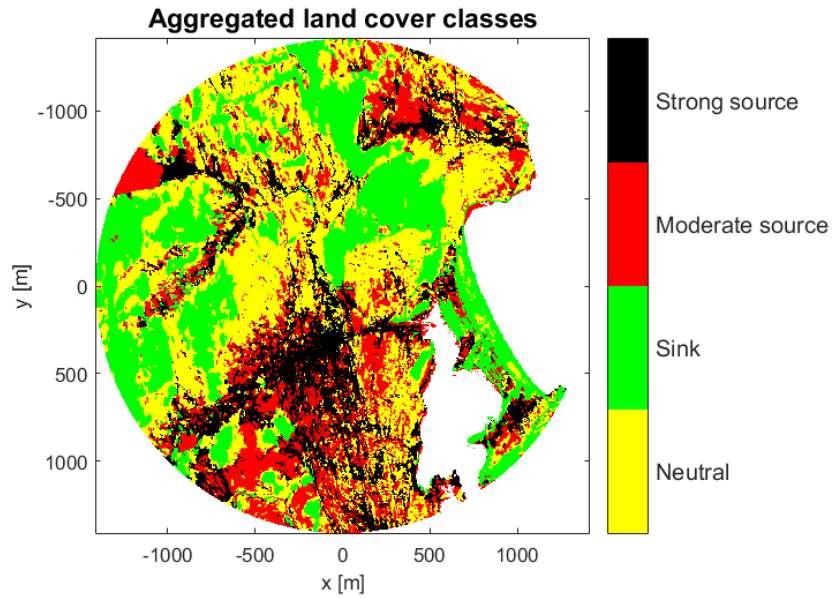 Aggregated land cover classes
-1000
-500
0
500
1000
y [m]
-1000
-500
0
500
1000
x [m]
Strong source
Moderate source
Sink
Neutral